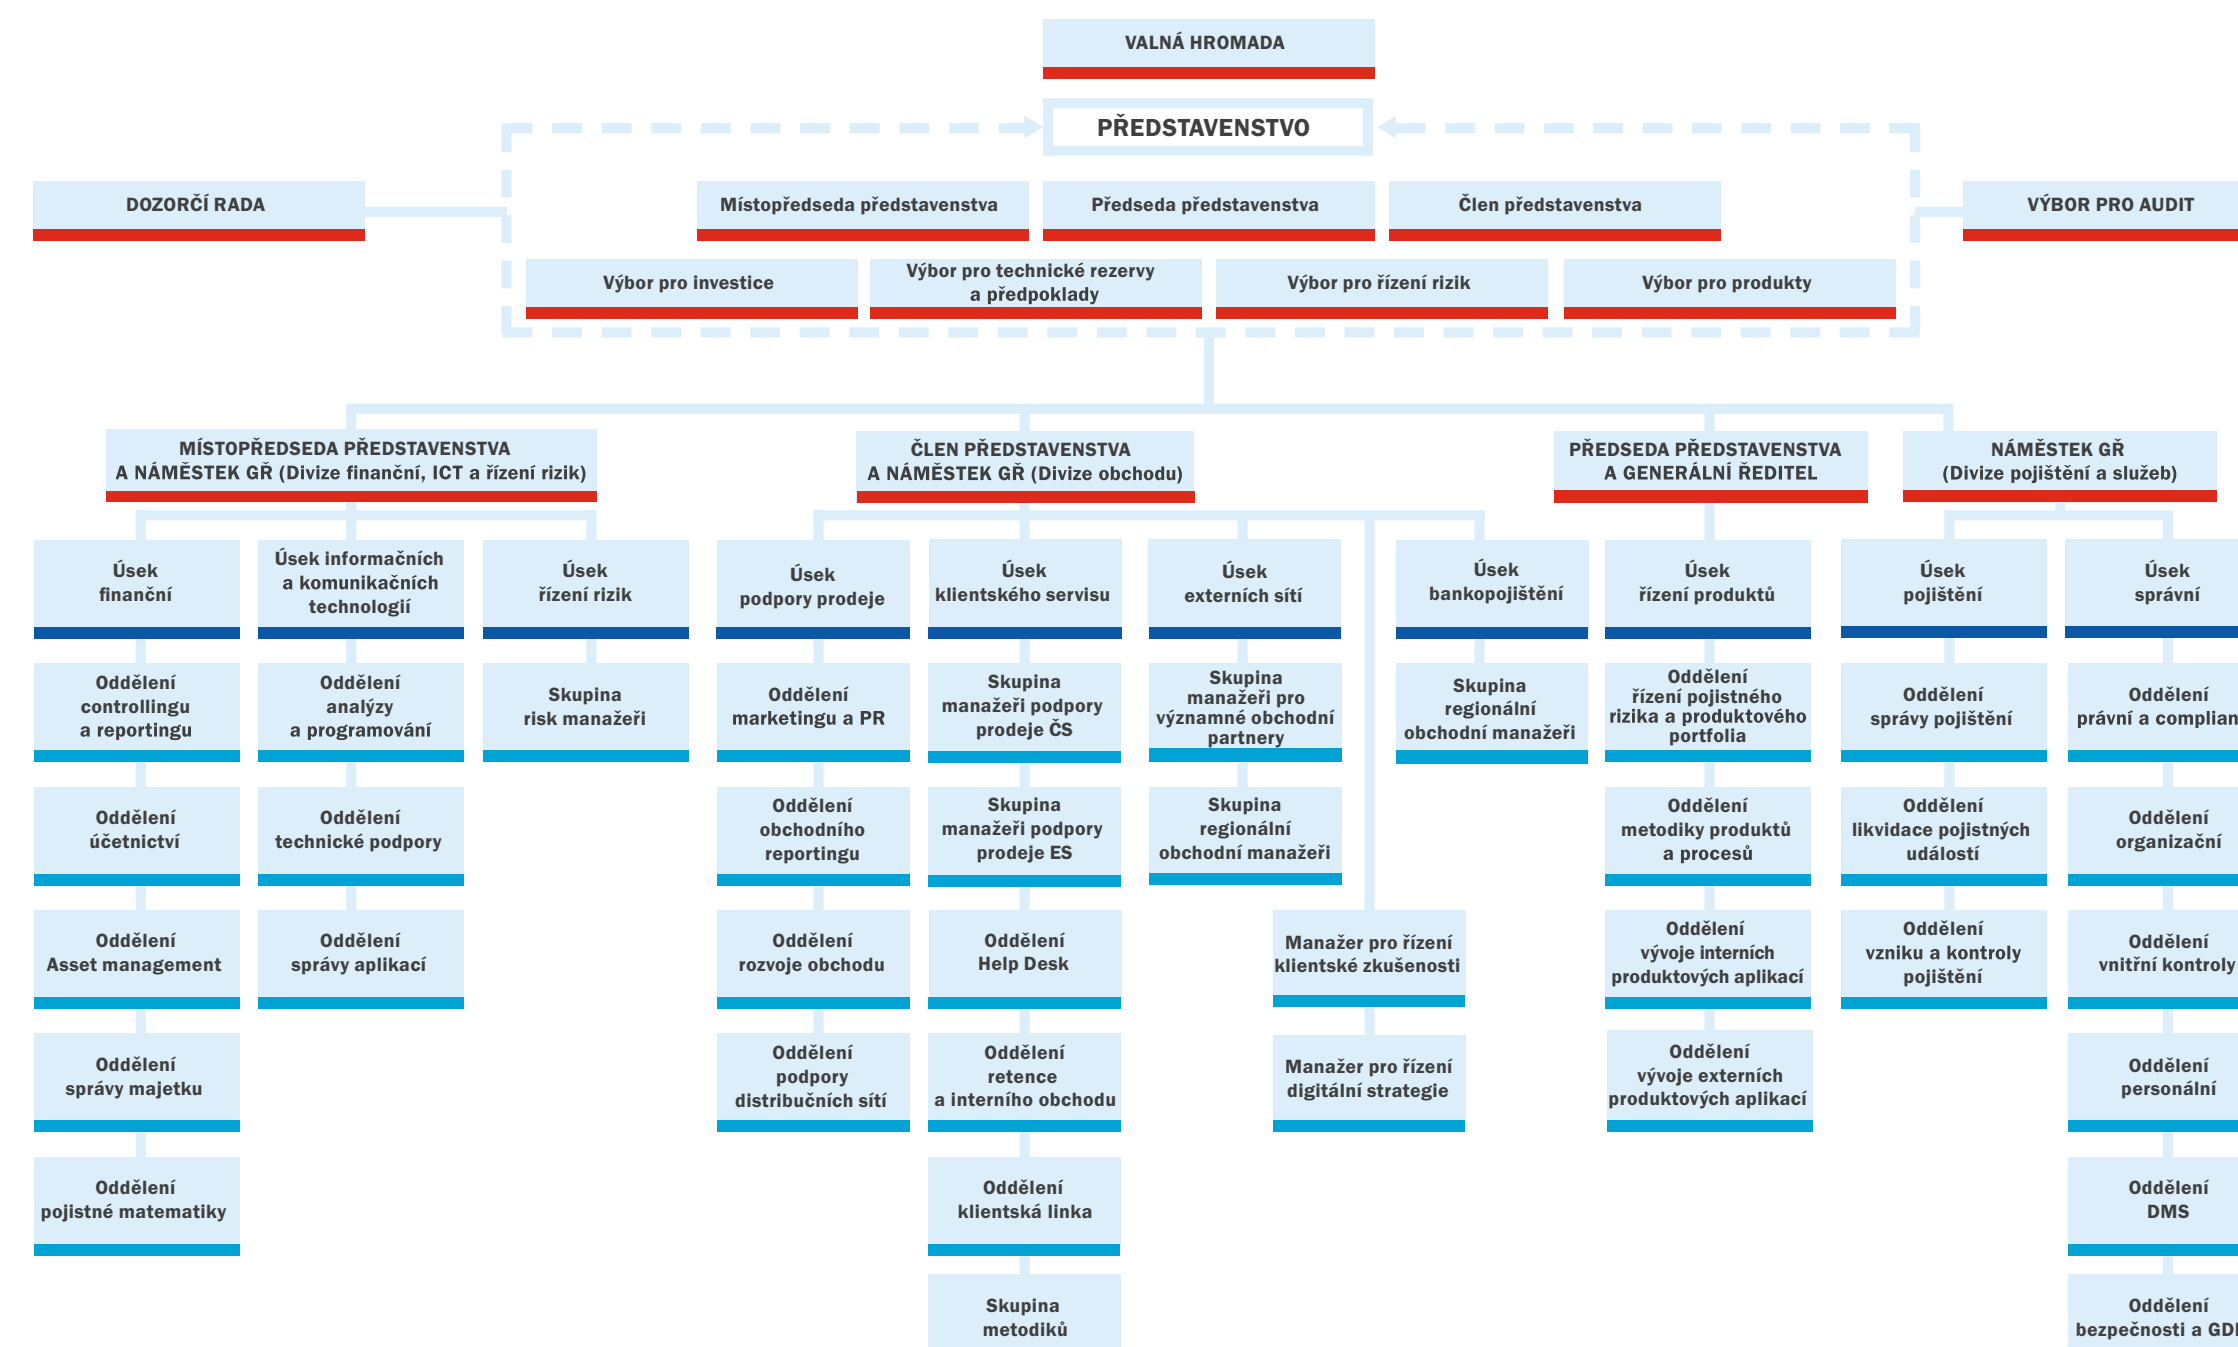 VALNÁ HROMADA
PŘEDSTAVENSTVO
DOZORČÍ RADA
Místopředseda představenstva
Předseda představenstva
Člen představenstva
VÝBOR PRO AUDIT
Výbor pro investice
Výbor pro technické rezervy
a předpoklady
Výbor pro řízení rizik
Výbor pro produkty
MÍSTOPŘEDSEDA PŘEDSTAVENSTVA
A NÁMĚSTEK GŘ (Divize finanční, ICT a řízení rizik)
ČLEN PŘEDSTAVENSTVA
A NÁMĚSTEK GŘ (Divize obchodu)
PŘEDSEDA PŘEDSTAVENSTVA
A GENERÁLNÍ ŘEDITEL
NÁMĚSTEK GŘ
(Divize pojištění a služeb)
Úsek
finanční
Úsek informačních
a komunikačních
technologií
Úsek
řízení rizik
Úsek
podpory prodeje
Úsek
klientského servisu
Úsek
externích sítí
Úsek
bankopojištění
Úsek
řízení produktů
Úsek
pojištění
Úsek
správní
Oddělení
controllingu
a reportingu
Oddělení
analýzy
a programování
Skupina
risk manažeři
Oddělení
marketingu a PR
Skupina
manažeři podpory
prodeje ČS
Skupina
manažeři pro
významné obchodní
partnery
Skupina
regionální
obchodní manažeři
Oddělení
řízení pojistného
rizika a produktového
portfolia
Oddělení
správy pojištění
Oddělení
právní a
Oddělení
účetnictví
Oddělení
technické podpory
Oddělení
obchodního
reportingu
Skupina
manažeři podpory
prodeje ES
Skupina
regionální
obchodní manažeři
Oddělení
metodiky produktů
a procesů
Oddělení
likvidace pojistných
událostí
Oddělení
organizační
Oddělení
Asset management
Oddělení
správy aplikací
Oddělení
rozvoje obchodu
Oddělení
Help Desk
Manažer pro řízení
klientské zkušenosti
Oddělení
vývoje interních
produktových aplikací
Oddělení
vzniku a kontroly
pojištění
Oddělení
vnitřní kontroly
Oddělení
správy majetku
Oddělení
podpory
distribučních sítí
Oddělení
retence
a interního obchodu
Manažer pro řízení
digitální strategie
Oddělení
vývoje externích
produktových aplikací
Oddělení
personální
Oddělení
pojistné matematiky
Oddělení
klientská linka
Oddělení
DMS
Skupina
metodiků
Oddělení
bezpečnosti a